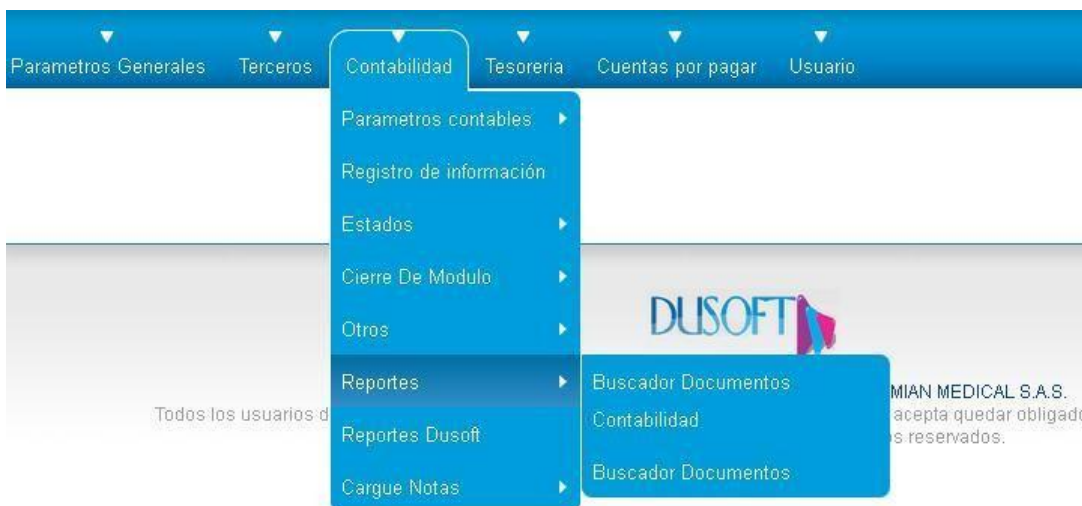 Parametros Generales Terceros Contabilidad Tesoreria Cuentas por pagar Usuario
Parametros contables
Registro de información
Estados
Cierre De Modulo
Otros
DUSOFT
Reportes
Buscador Documentos
Contabilidad
MIAN MEDICAL S.A.S.
Todos los usuarios d
acepta quedar obligado
s reservados.
Reportes Dusoft
Buscador Documentos
Cargue Notas